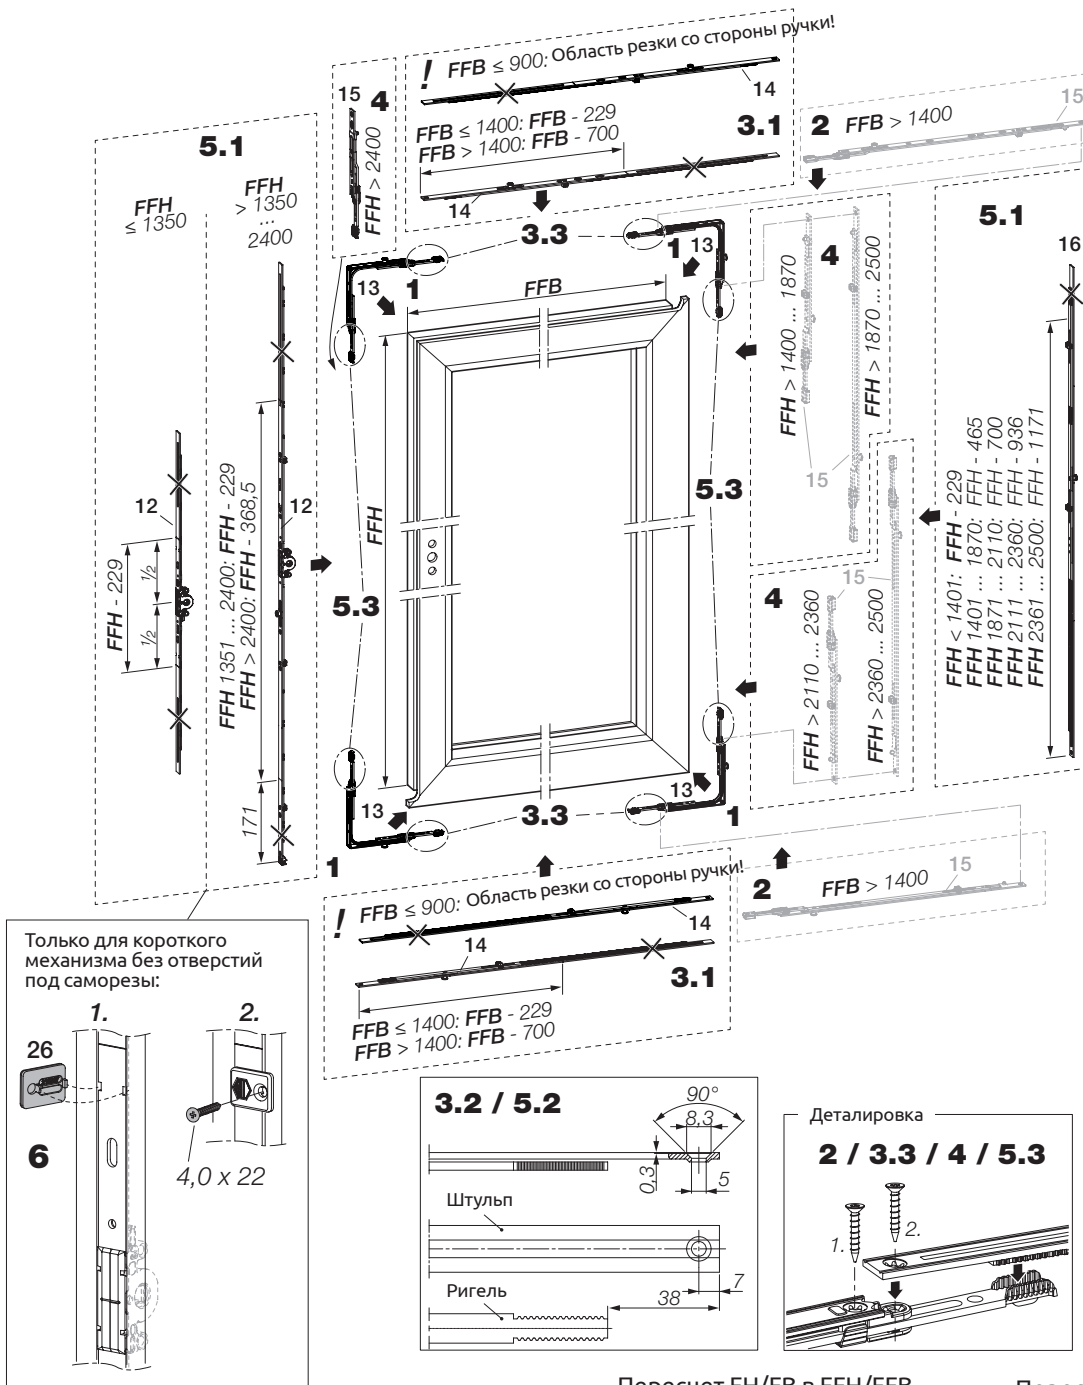 ! FFB ≤ 900: Область резки со стороны ручки!
14
FFB ≤ 1400: FFB - 229
FFB > 1400: FFB - 700
3.1
14
15
4
FFH > 2400
2
FFB > 1400
15
5.1
FFH
≤ 1350
FFH
> 1350
...
2400
12
FFH - 229
½
½
FFH 1351 ... 2400: FFH - 229
FFH > 2400: FFH - 368,5
12
171
3.3
1
13
1
13
FFB
FFH
5.3
5.3
4
FFH > 1400 ... 1870
FFH > 1870 ... 2500
15
4
15
FFH > 2110 ... 2360
FFH > 2360 ... 2500
5.1
16
FFH < 1401: FFH - 229
FFH 1401 ... 1870: FFH - 465
FFH 1871 ... 2110: FFH - 700
FFH 2111 ... 2360: FFH - 936
FFH 2361 ... 2500: FFH - 1171
13
1
3.3
13
1
! FFB ≤ 900: Область резки со стороны ручки!
14
14
3.1
FFB ≤ 1400: FFB - 229
FFB > 1400: FFB - 700
2
FFB > 1400
15
Только для короткого
механизма без отверстий
под саморезы:
1.
2.
26
6
4,0 x 22
3.2 / 5.2
90°
8,3
0,3
5
Штульп
7
38
Ригель
Деталировка
2 / 3.3 / 4 / 5.3
1.
2.
Пересчет FH/FB в FFH/FFB